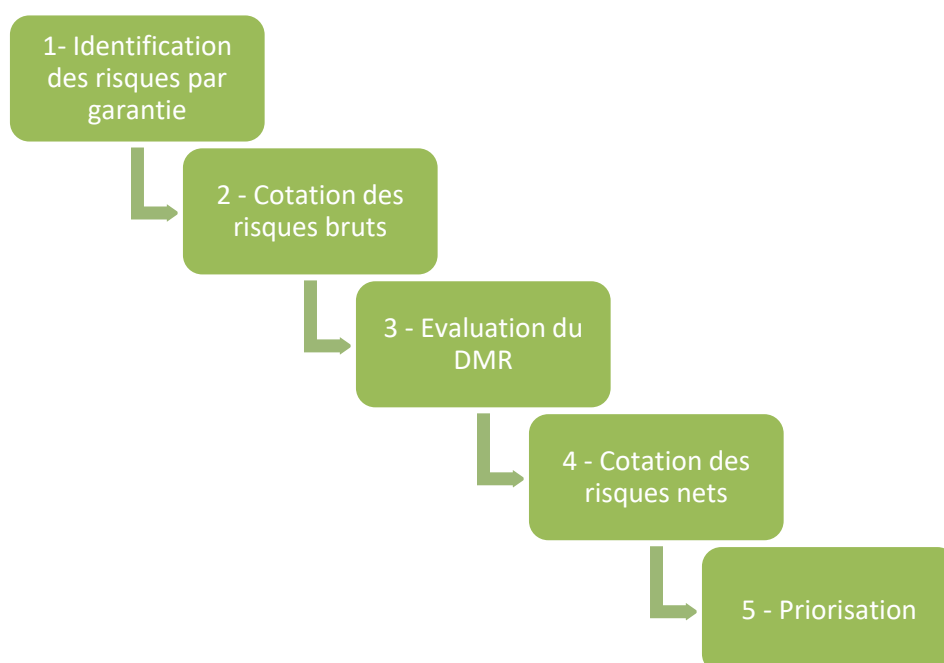 1- Identification
des risques par
garantie
2 - Cotation des
risques bruts
3 - Evaluation du
DMR
4 - Cotation des
risques nets
5 - Priorisation